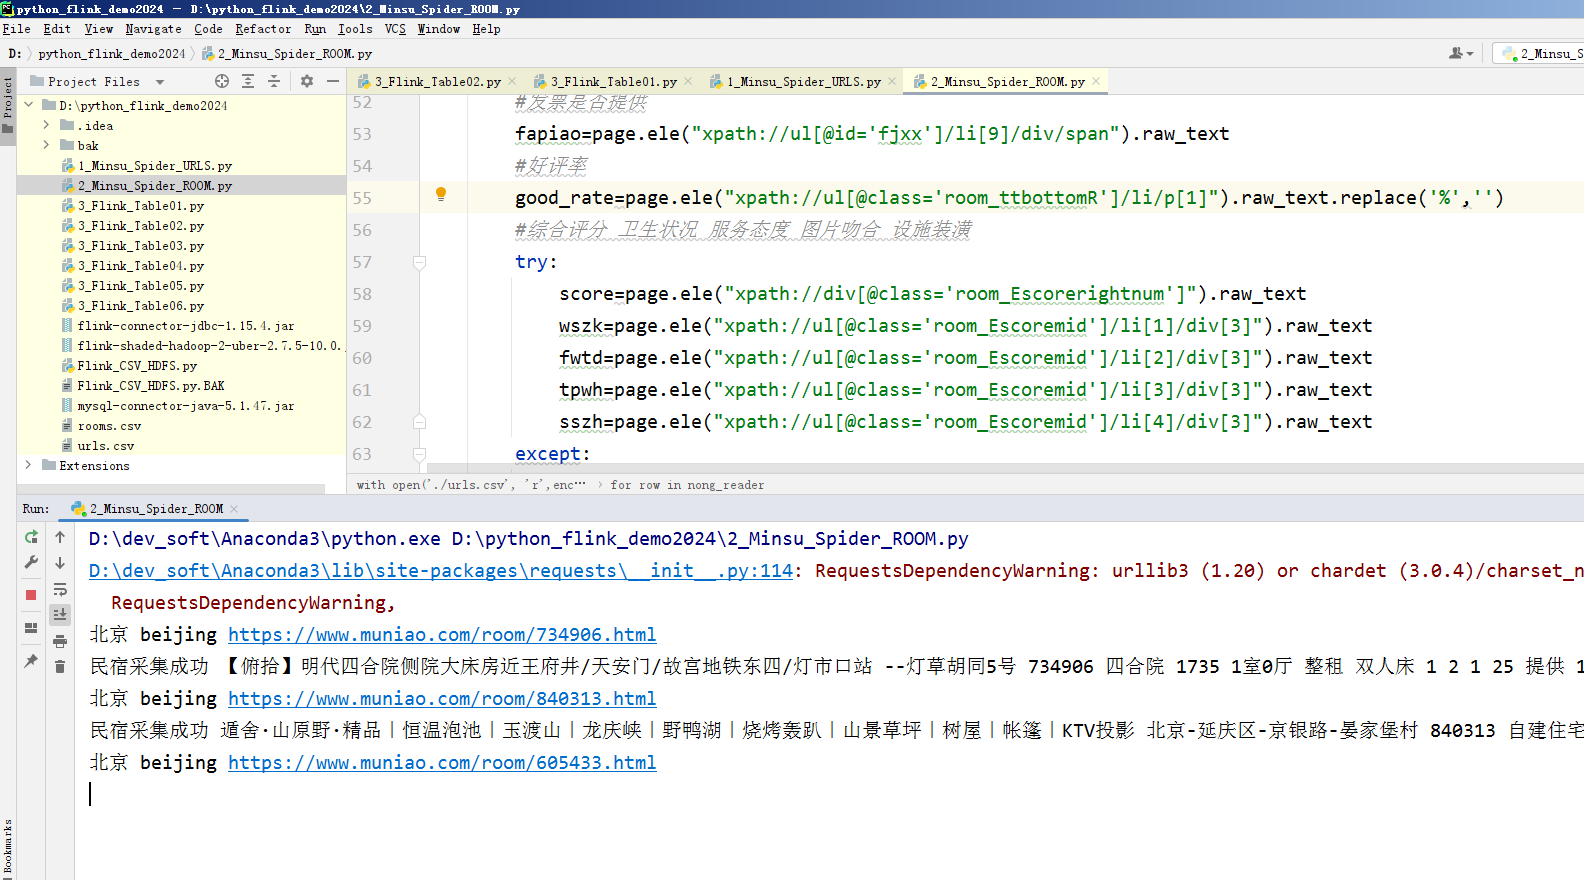 python_flink_demo2024 – D:\python_flink_demo2024\2_Minsu_Spider_ROOM.py
File Edit View Navigate Code Refactor Run Tools VCS Window Help
D: python_flink_demo2024 2_Minsu_Spider_ROOM.py 2_Minsu_S
Project
Project Files
3_Flink_Table02.py 3_Flink_Table01.py 1_Minsu_Spider_URLS.py 2_Minsu_Spider_ROOM.py
D:\python_flink_demo2024
.idea
bak
1_Minsu_Spider_URLS.py
2_Minsu_Spider_ROOM.py
3_Flink_Table01.py
3_Flink_Table02.py
3_Flink_Table03.py
3_Flink_Table04.py
3_Flink_Table05.py
3_Flink_Table06.py
flink-connector-jdbc-1.15.4.jar
flink-shaded-hadoop-2-uber-2.7.5-10.0.
Flink_CSV_HDFS.py
Flink_CSV_HDFS.py.BAK
mysql-connector-java-5.1.47.jar
rooms.csv
urls.csv
Extensions
52 #发票是否提供
53 fapiao=page.ele("xpath://ul[@id='fjxx']/li[9]/div/span").raw_text
54 #好评率
55 good_rate=page.ele("xpath://ul[@class='room_ttbottomR']/li/p[1]").raw_text.replace('%','')
56 #综合评分 卫生状况 服务态度 图片吻合 设施装潢
57 try:
58 score=page.ele("xpath://div[@class='room_Escorerightnum']").raw_text
59 wszk=page.ele("xpath://ul[@class='room_Escoremid']/li[1]/div[3]").raw_text
60 fwtd=page.ele("xpath://ul[@class='room_Escoremid']/li[2]/div[3]").raw_text
61 tpwh=page.ele("xpath://ul[@class='room_Escoremid']/li[3]/div[3]").raw_text
62 sszh=page.ele("xpath://ul[@class='room_Escoremid']/li[4]/div[3]").raw_text
63 except:
with open('./urls.csv', 'r',enc… for row in nong_reader
Run: 2_Minsu_Spider_ROOM
D:\dev_soft\Anaconda3\python.exe D:\python_flink_demo2024\2_Minsu_Spider_ROOM.py
D:\dev_soft\Anaconda3\lib\site-packages\requests\__init__.py:114: RequestsDependencyWarning: urllib3 (1.20) or chardet (3.0.4)/charset_n
RequestsDependencyWarning,
北京 beijing https://www.muniao.com/room/734906.html
民宿采集成功 【俯拾】明代四合院侧院大床房近王府井/天安门/故宫地铁东四/灯市口站 --灯草胡同5号 734906 四合院 1735 1室0厅 整租 双人床 1 2 1 25 提供 1
北京 beijing https://www.muniao.com/room/840313.html
民宿采集成功 遁舍·山原野·精品｜恒温泡池｜玉渡山｜龙庆峡｜野鸭湖｜烧烤轰趴｜山景草坪｜树屋｜帐篷｜KTV投影 北京-延庆区-京银路-晏家堡村 840313 自建住宅
北京 beijing https://www.muniao.com/room/605433.html
Bookmarks